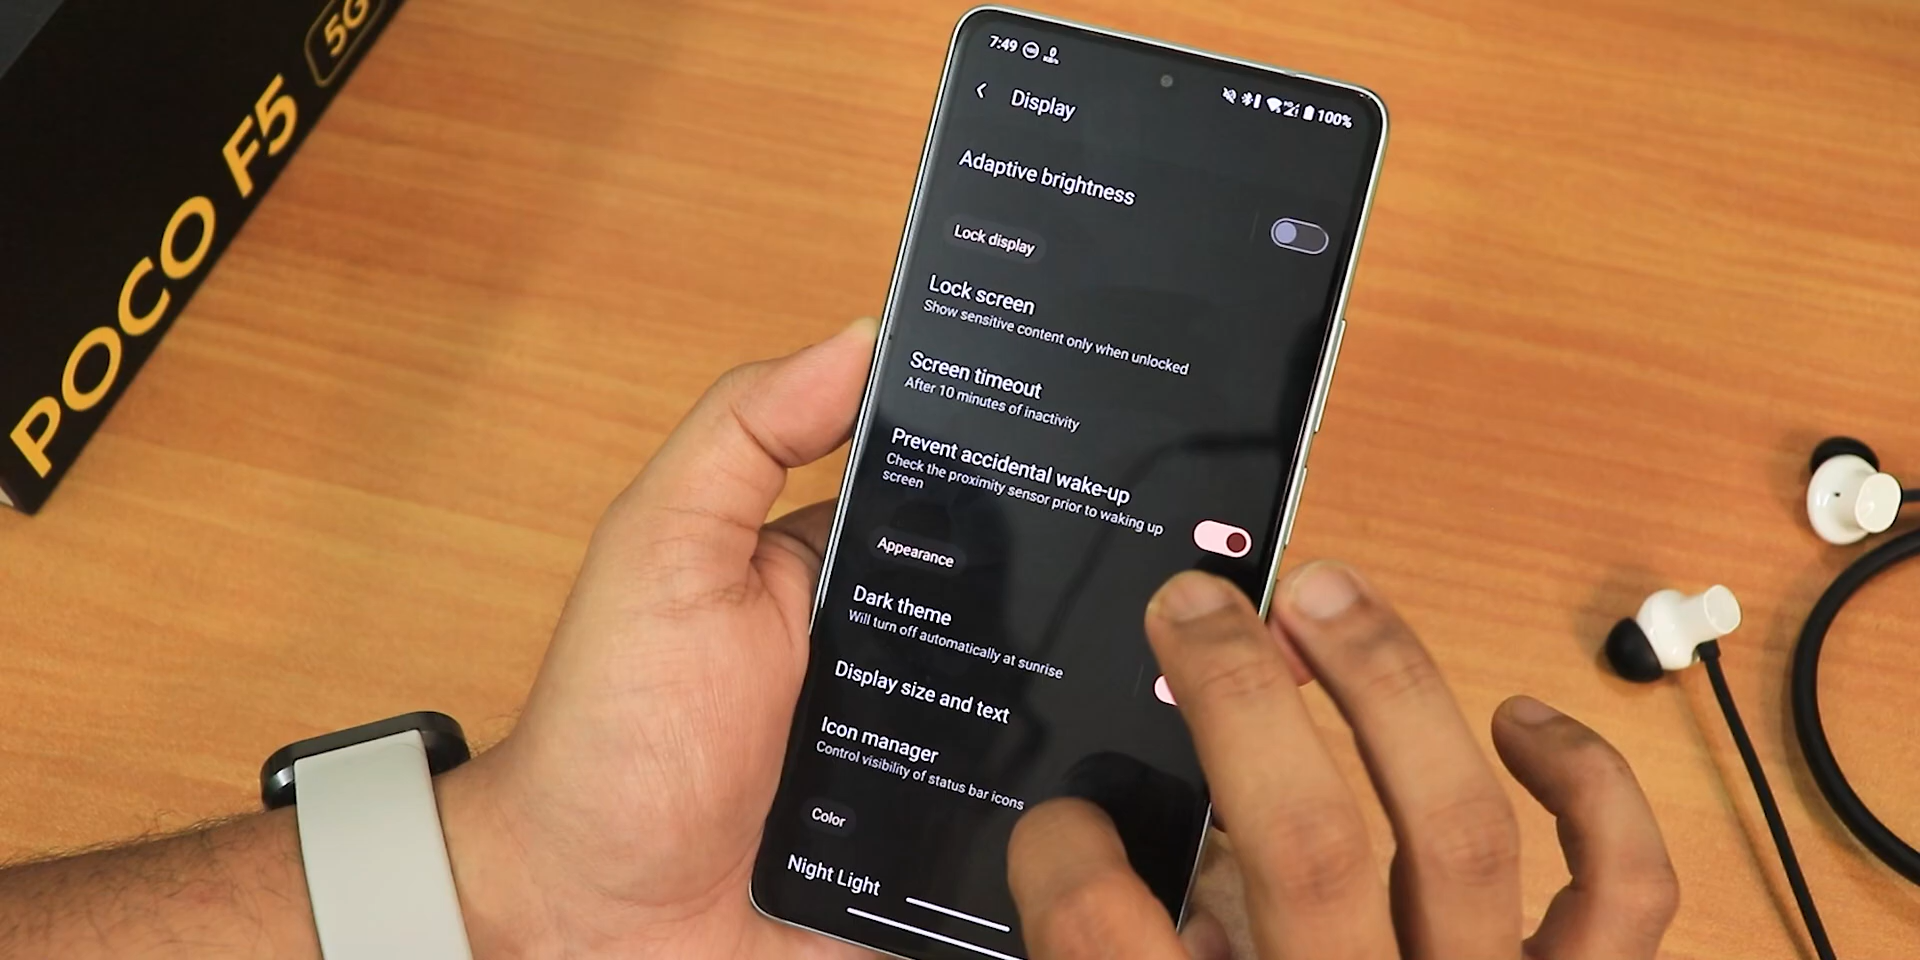 POCO F5 5G
7:49 0 KB/s
100%
Display
Adaptive brightness
Lock display
Lock screen
Show sensitive content only when unlocked
Screen timeout
After 10 minutes of inactivity
Prevent accidental wake-up
Check the proximity sensor prior to waking up
screen
Appearance
Dark theme
Will turn off automatically at sunrise
Display size and text
Icon manager
Control visibility of status bar icons
Color
Night Light